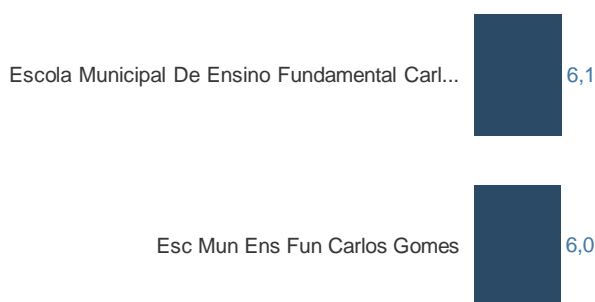 Escola Municipal De Ensino Fundamental Carl... 6,1
Esc Mun Ens Fun Carlos Gomes 6,0